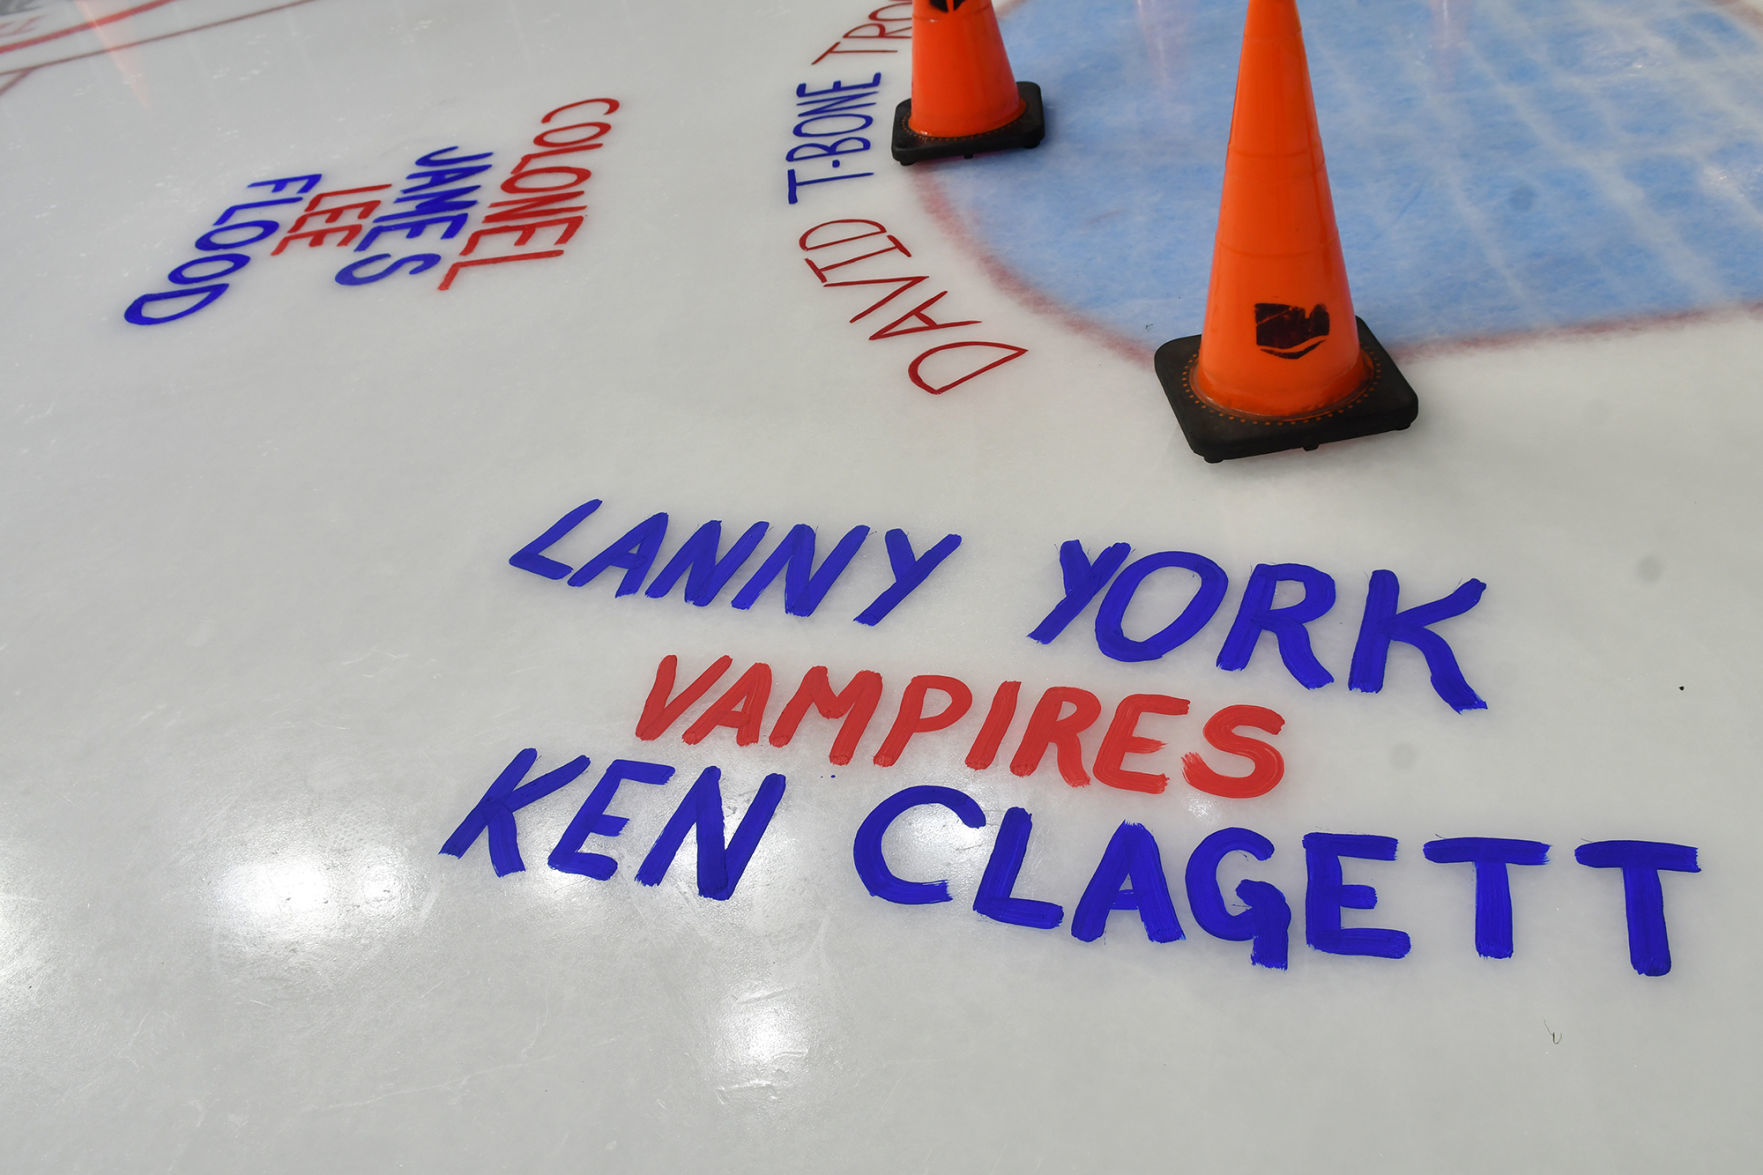 COLONEL
JAMES
LEE
FLOOD
DAVID T-BONE
LANNY YORK
VAMPIRES
KEN CLAGETT